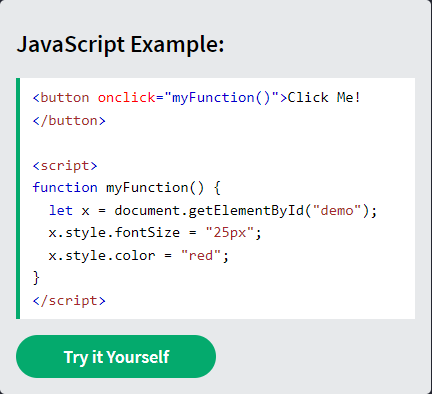 JavaScript Example:
<button onclick="myFunction()">Click Me!
</button>
<script>
function myFunction() {
  let x = document.getElementById("demo");
  x.style.fontSize = "25px";
  x.style.color = "red";
}
</script>
Try it Yourself